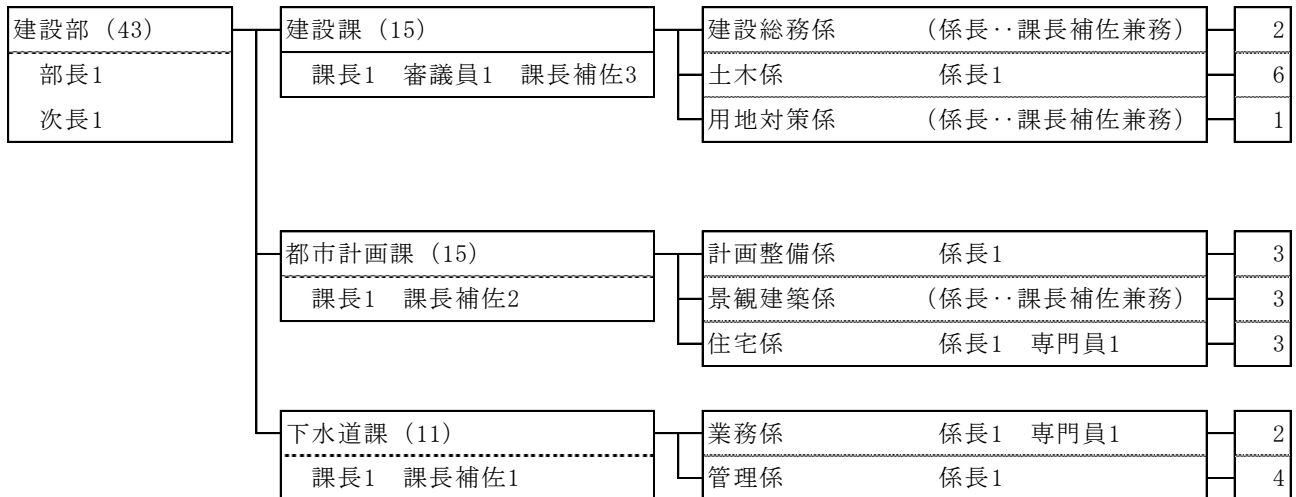 建設部 (43)
部長1
次長1
建設課 (15)
課長1 審議員1 課長補佐3
建設総務係 (係長‥課長補佐兼務) 2
土木係 係長1 6
用地対策係 (係長‥課長補佐兼務) 1
都市計画課 (15)
課長1 課長補佐2
計画整備係 係長1 3
景観建築係 (係長‥課長補佐兼務) 3
住宅係 係長1 専門員1 3
下水道課 (11)
課長1 課長補佐1
業務係 係長1 専門員1 2
管理係 係長1 4